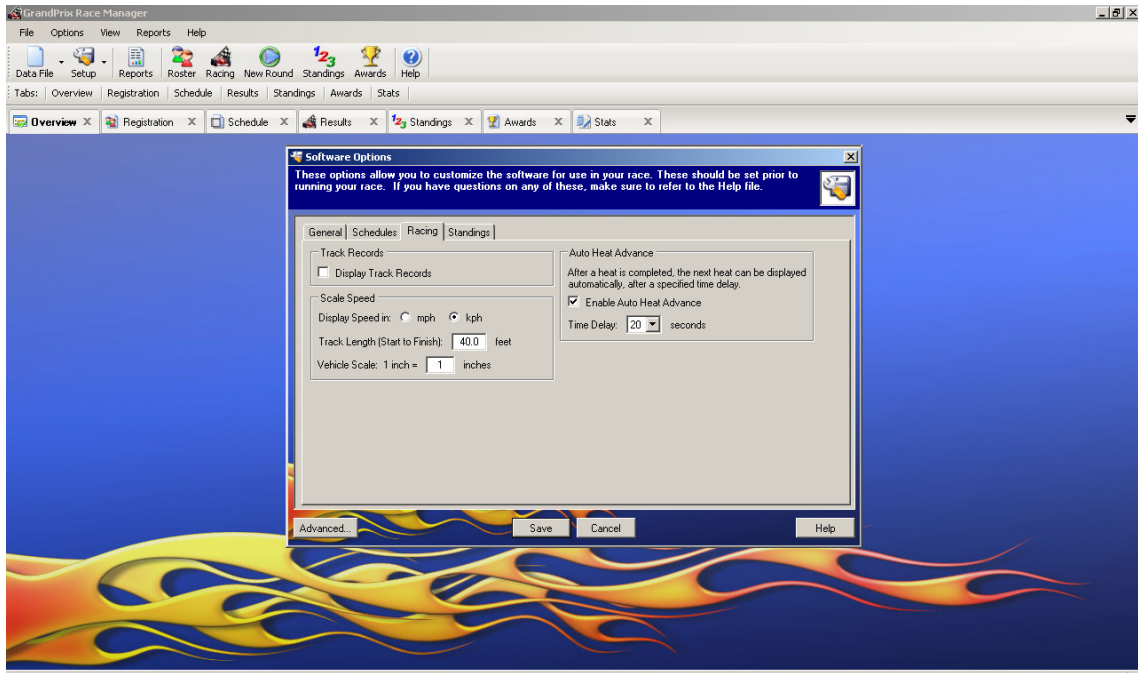 GrandPrix Race Manager
File Options View Reports Help
Data File Setup Reports Roster Racing New Round Standings Awards Help
123
?
Tabs: Overview Registration Schedule Results Standings Awards Stats
Overview X Registration X Schedule X Results X 123 Standings X Awards X Stats X
Software Options
These options allow you to customize the software for use in your race. These should be set prior to
running your race. If you have questions on any of these, make sure to refer to the Help file.
General Schedules Racing Standings
Track Records
Display Track Records
Scale Speed
Display Speed in: mph kph
Track Length (Start to Finish): 40.0 feet
Vehicle Scale: 1 inch = 1 inches
Auto Heat Advance
After a heat is completed, the next heat can be displayed
automatically, after a specified time delay.
Enable Auto Heat Advance
Time Delay: 20 seconds
Advanced... Save Cancel Help